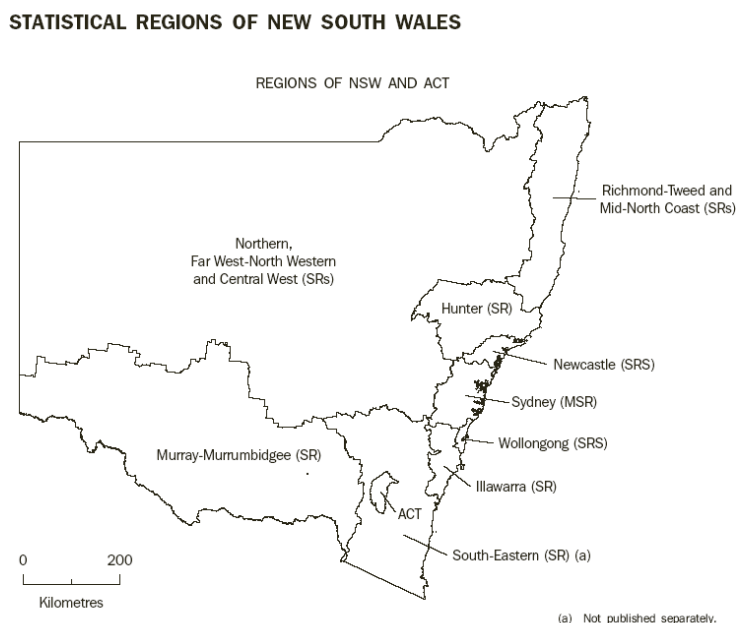 STATISTICAL REGIONS OF NEW SOUTH WALES
REGIONS OF NSW AND ACT
Richmond-Tweed and
Mid-North Coast (SRs)
Northern,
Far West-North Western
and Central West (SRs)
Hunter (SR)
Newcastle (SRS)
Sydney (MSR)
Wollongong (SRS)
Murray-Murrumbidgee (SR)
Illawarra (SR)
ACT
South-Eastern (SR) (a)
0 200
Kilometres
(a) Not published separately.